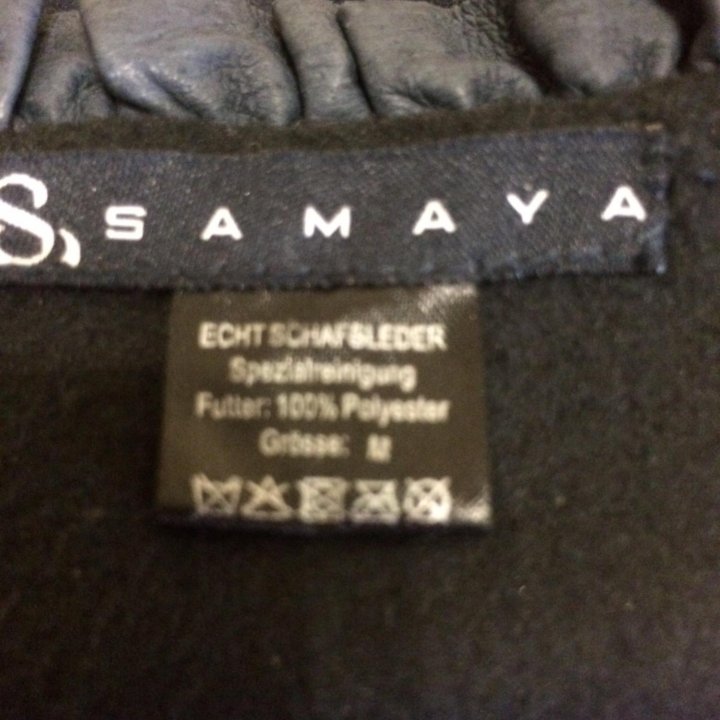 S, SAMAYA
ECHT SCHAFSLEDER
Spezialreinigung
Futter: 100% Polyester
Grösse: M